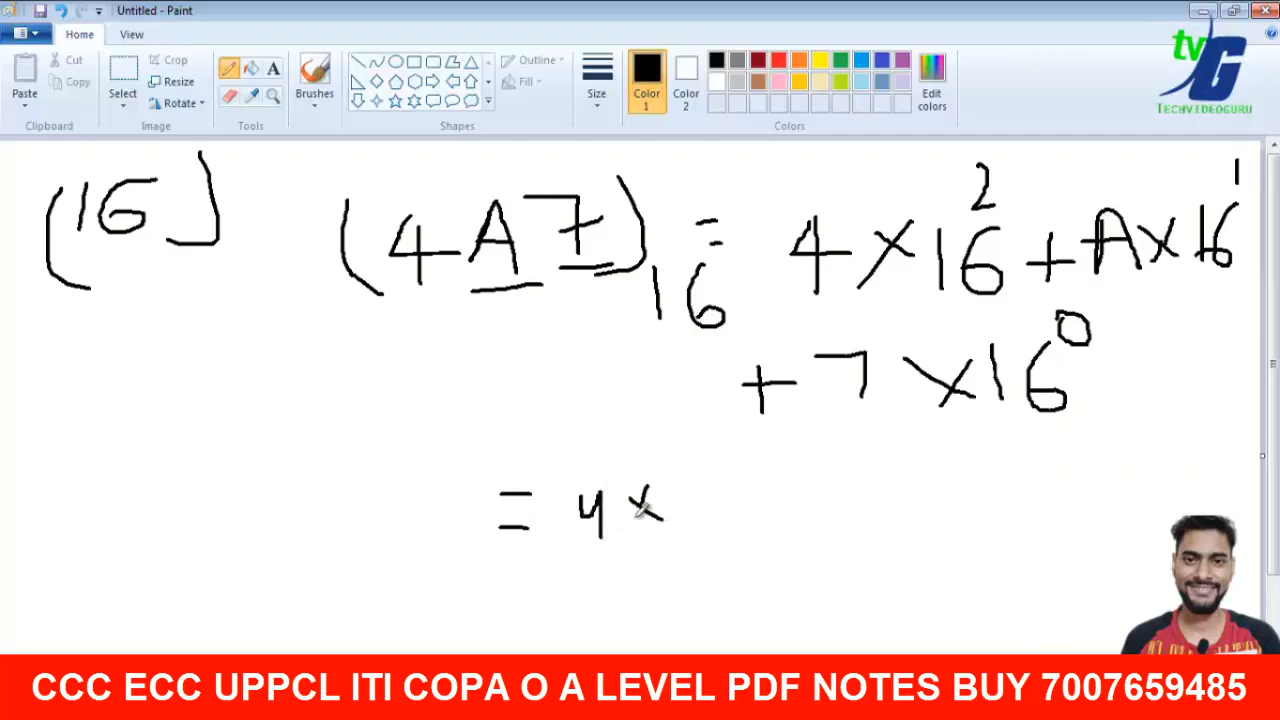 Untitled - Paint
Home View
Paste
Cut
Copy
Clipboard
Select
Crop
Resize
Rotate
Image
A
Tools
Brushes
Shapes
Outline
Fill
Size
Color 1
Color 2
Colors
Edit colors
tv G
TECHVIDEOGURU
(16) (4A7)₁₆ = 4 × 16² + A × 16¹
+ 7 × 16⁰
= 4 ×
CCC ECC UPPCL ITI COPA O A LEVEL PDF NOTES BUY 7007659485